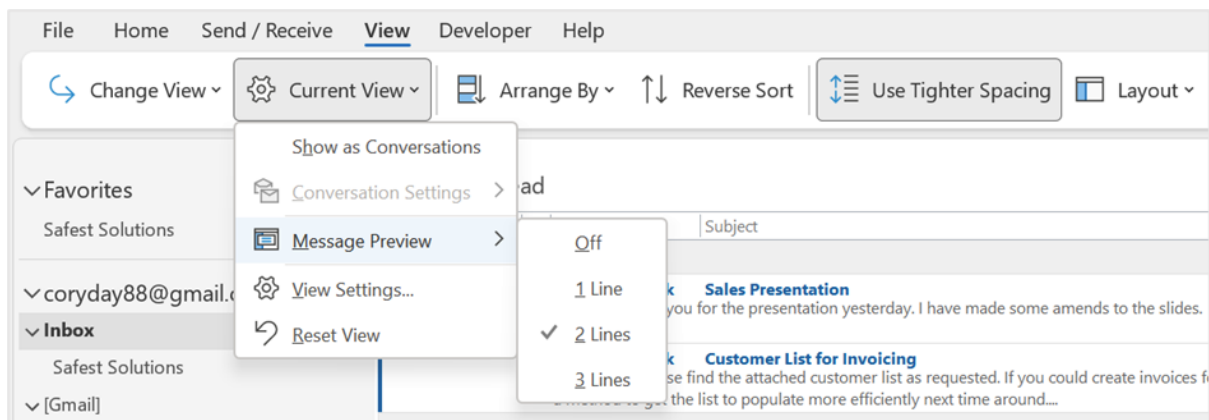 File Home Send / Receive View Developer Help
Change View Current View Arrange By Reverse Sort Use Tighter Spacing Layout
Show as Conversations
Conversation Settings
Message Preview
View Settings...
Reset View
Off
1 Line
2 Lines
3 Lines
Favorites
Safest Solutions
coryday88@gmail.
Inbox
Safest Solutions
[Gmail]
Subject
Sales Presentation
you for the presentation yesterday. I have made some amends to the slides.
Customer List for Invoicing
find the attached customer list as requested. If you could create invoices
the list to populate more efficiently next time around....